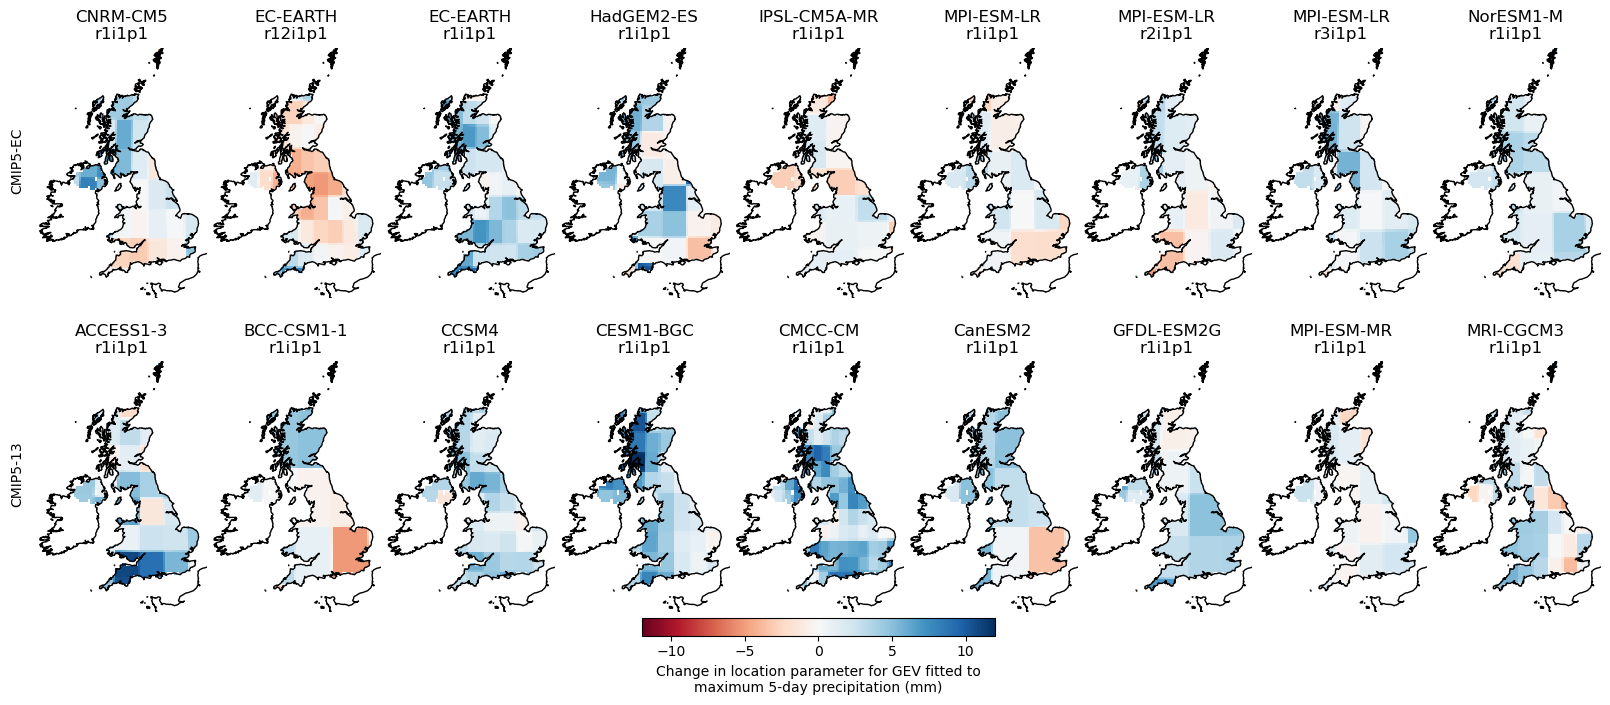 CNRM-CM5 EC-EARTH EC-EARTH HadGEM2-ES IPSL-CM5A-MR MPI-ESM-LR MPI-ESM-LR MPI-ESM-LR NorESM1-M
r1i1p1 r12i1p1 r1i1p1 r1i1p1 r1i1p1 r1i1p1 r2i1p1 r3i1p1 r1i1p1
CMIP5-EC
ACCESS1-3 BCC-CSM1-1 CCSM4 CESM1-BGC CMCC-CM CanESM2 GFDL-ESM2G MPI-ESM-MR MRI-CGCM3
r1i1p1 r1i1p1 r1i1p1 r1i1p1 r1i1p1 r1i1p1 r1i1p1 r1i1p1 r1i1p1
CMIP5-13
−10 −5 0 5 10
Change in location parameter for GEV fitted to
maximum 5-day precipitation (mm)